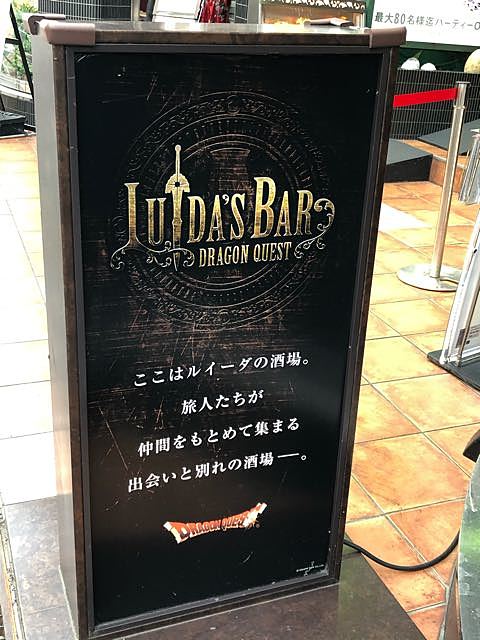 最大80名様迄パーティーO
LUIDA'S BAR
DRAGON QUEST
ここはルイーダの酒場。
旅人たちが
仲間をもとめて集まる
出会いと別れの酒場──。
DRAGON QUEST